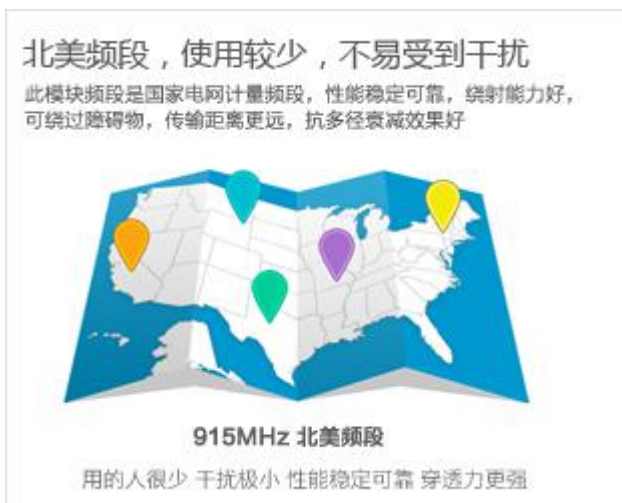 北美频段，使用较少，不易受到干扰
此模块频段是国家电网计量频段，性能稳定可靠，绕射能力好，
可绕过障碍物，传输距离更远，抗多径衰减效果好
915MHz 北美频段
用的人很少 干扰极小 性能稳定可靠 穿透力更强